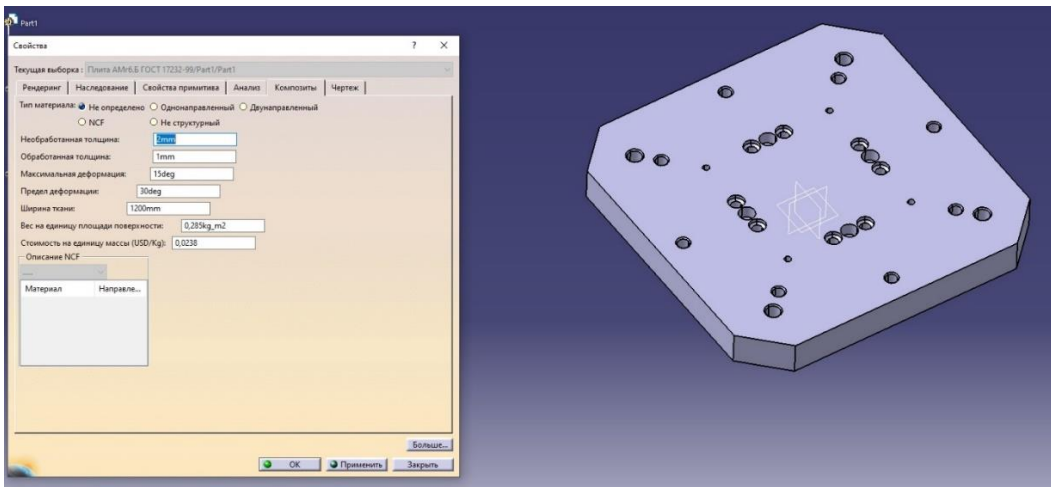 Part1
Свойства ? X
Текущая выборка : Плита АМг6.Б ГОСТ 17232-99/Part1/Part1
Рендеринг Наследование Свойства примитива Анализ Композиты Чертеж
Тип материала: Не определено Однонаправленный Двунаправленный
NCF Не структурный
Необработанная толщина: 2mm
Обработанная толщина: 1mm
Максимальная деформация: 15deg
Предел деформации: 30deg
Ширина ткани: 1200mm
Вес на единицу площади поверхности: 0,285kg_m2
Стоимость на единицу массы (USD/Kg): 0,0238
Описание NCF
Материал Направле...
Больше...
OK Применить Закрыть